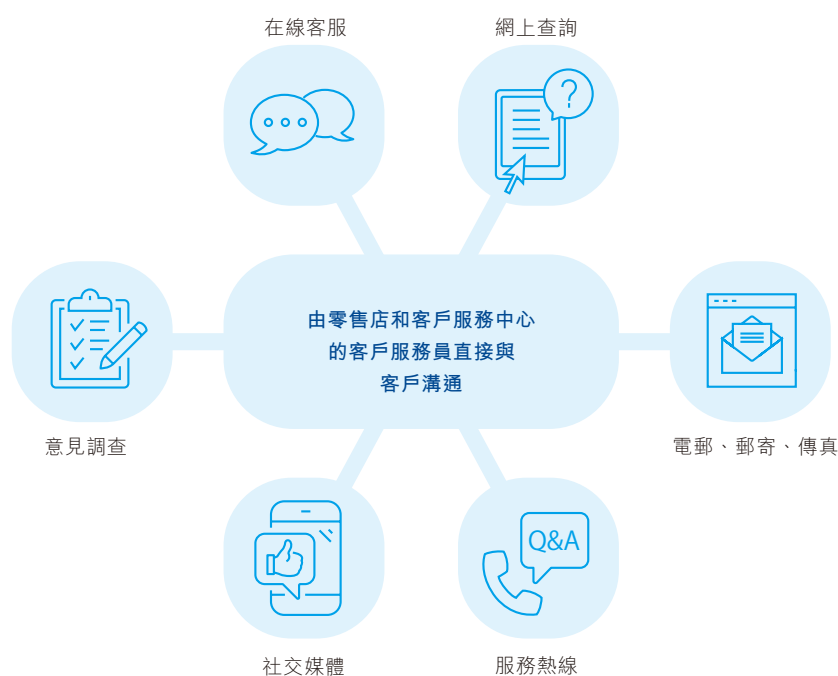 在線客服
網上查詢
?
由零售店和客戶服務中心
的客戶服務員直接與
客戶溝通
意見調查
電郵、郵寄、傳真
Q&A
社交媒體
服務熱線